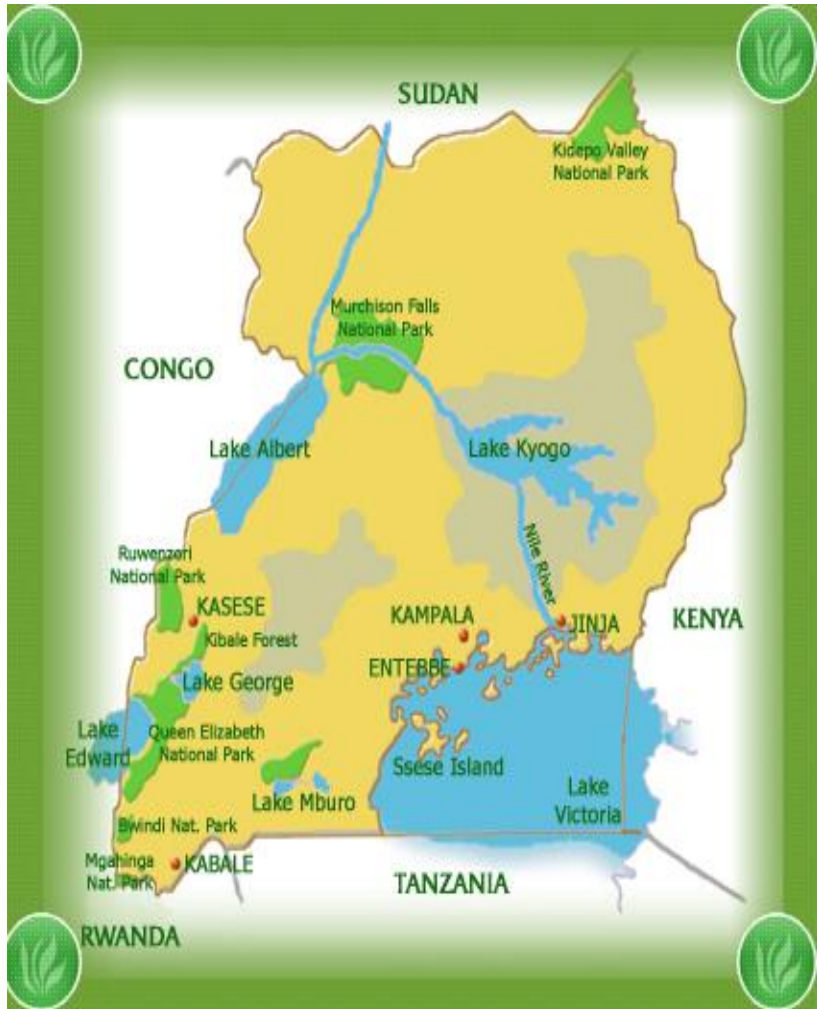 SUDAN
Kidepo Valley
National Park
Murchison Falls
National Park
CONGO
Lake Albert
Lake Kyogo
Nile River
Ruwenzori
National Park
KASESE
KAMPALA
JINJA
KENYA
Kibale Forest
ENTEBBE
Lake George
Lake
Edward
Queen Elizabeth
National Park
Ssese Island
Lake
Victoria
Lake Mburo
Bwindi Nat. Park
Mgahinga
Nat. Park
KABALE
TANZANIA
RWANDA